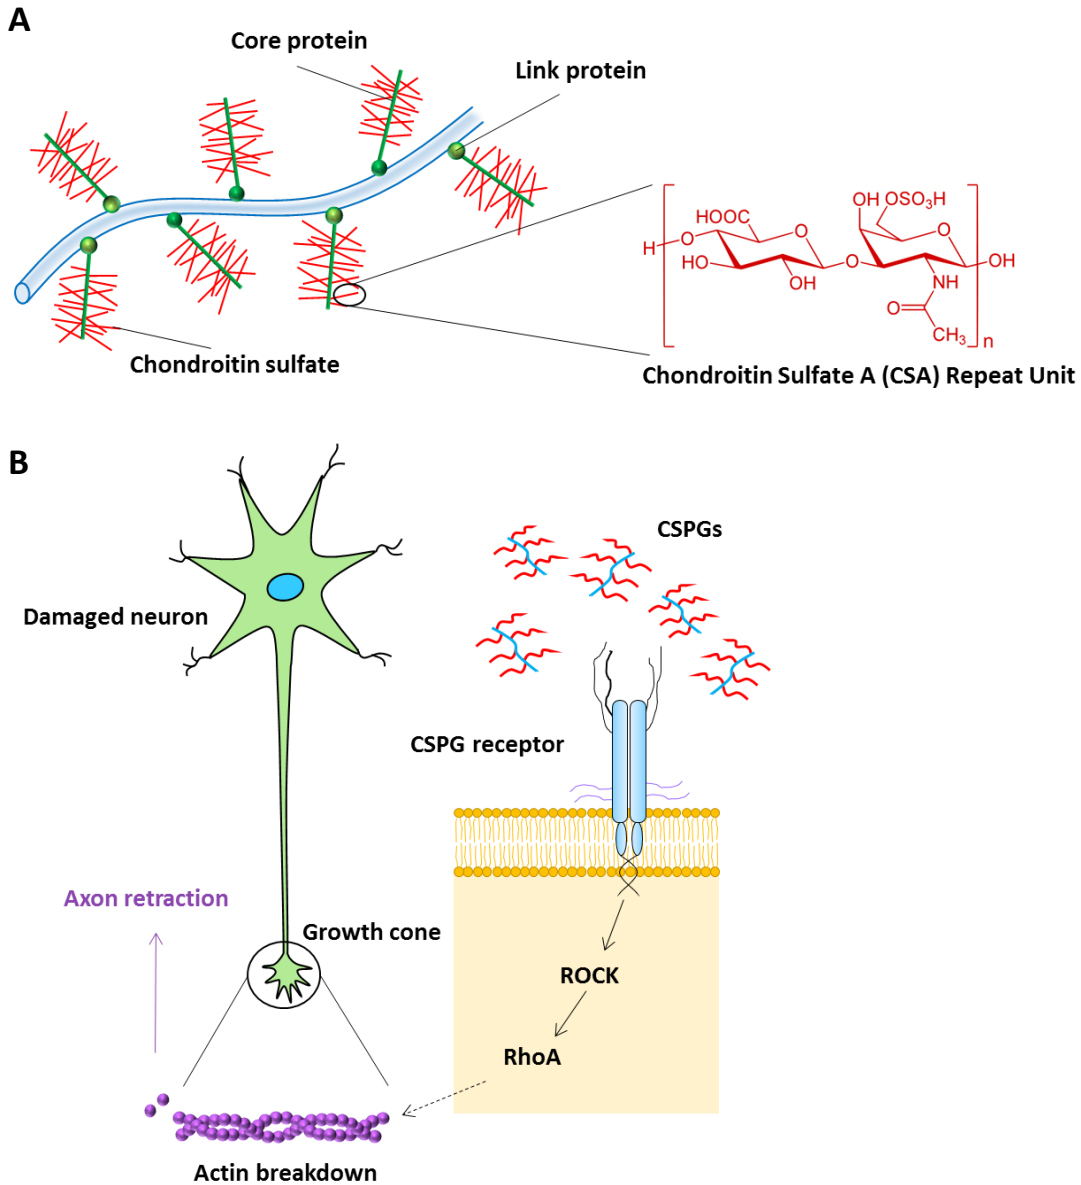 A
Core protein
Link protein
Chondroitin sulfate
HOOC
OH
OSO₃H
O
O
H
O
HO
OH
O
NH
OH
O
CH₃
n
Chondroitin Sulfate A (CSA) Repeat Unit
B
CSPGs
Damaged neuron
CSPG receptor
Axon retraction
Growth cone
ROCK
RhoA
Actin breakdown